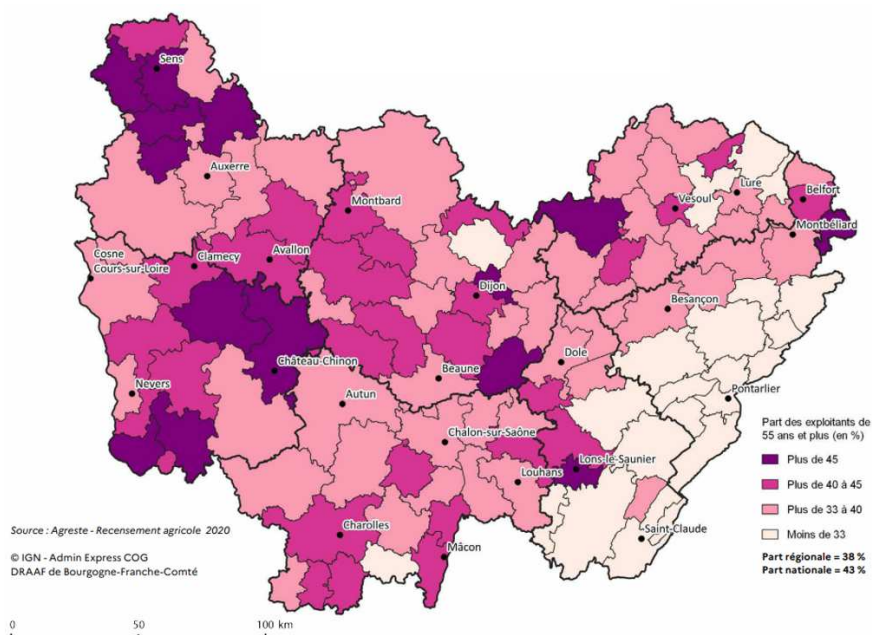 Sens
Auxerre
Montbard
Vesoul
Lure
Belfort
Montbéliard
Cosne
Cours-sur-Loire
Clamecy
Avallon
Dijon
Besançon
Château-Chinon
Beaune
Dole
Nevers
Autun
Pontarlier
Chalon-sur-Saône
Louhans
Lons-le-Saunier
Charolles
Mâcon
Saint-Claude
Part des exploitants de
55 ans et plus (en %)
Plus de 45
Plus de 40 à 45
Plus de 33 à 40
Moins de 33
Part régionale = 38 %
Part nationale = 43 %
Source : Agreste - Recensement agricole 2020
© IGN - Admin Express COG
DRAAF de Bourgogne-Franche-Comté
0 50 100 km